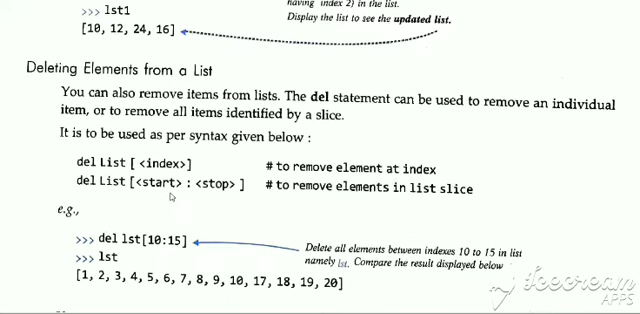 having index 2) in the list.
>>> lst1
Display the list to see the updated list.
[10, 12, 24, 16]
Deleting Elements from a List
You can also remove items from lists. The del statement can be used to remove an individual
item, or to remove all items identified by a slice.
It is to be used as per syntax given below :
del List [ <index>] # to remove element at index
del List [<start> : <stop> ] # to remove elements in list slice
e.g.,
>>> del lst[10:15]
Delete all elements between indexes 10 to 15 in list
>>> lst
namely lst. Compare the result displayed below
[1, 2, 3, 4, 5, 6, 7, 8, 9, 10, 17, 18, 19, 20]
Icecream
APPS